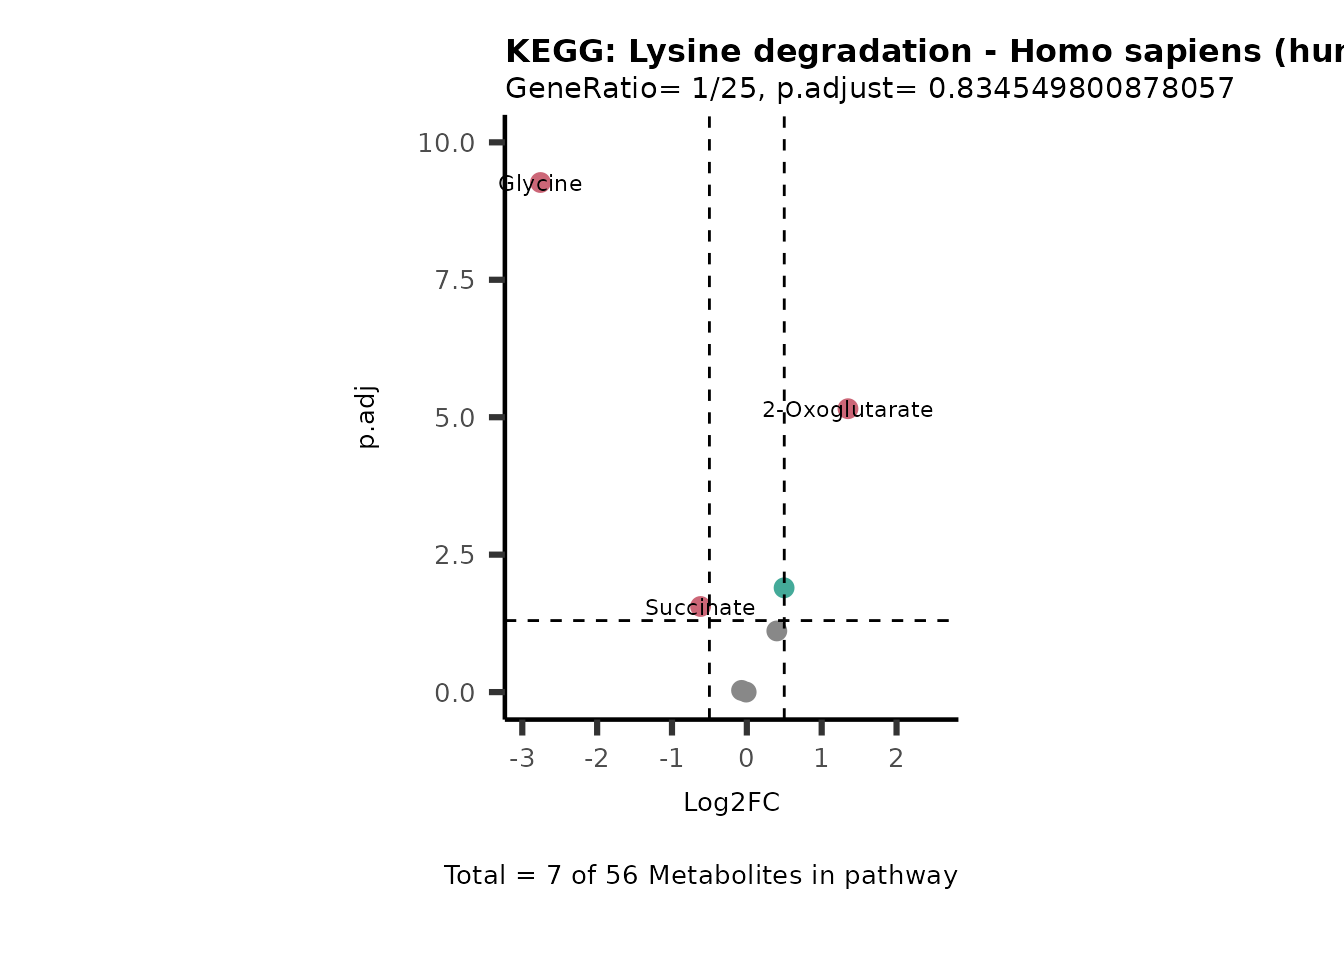 KEGG: Lysine degradation - Homo sapiens (hu
GeneRatio= 1/25, p.adjust= 0.834549800878057
10.0
Glycine
7.5
p.adj
5.0
2-Oxoglutarate
2.5
Succinate
0.0
-3 -2 -1 0 1 2
Log2FC
Total = 7 of 56 Metabolites in pathway